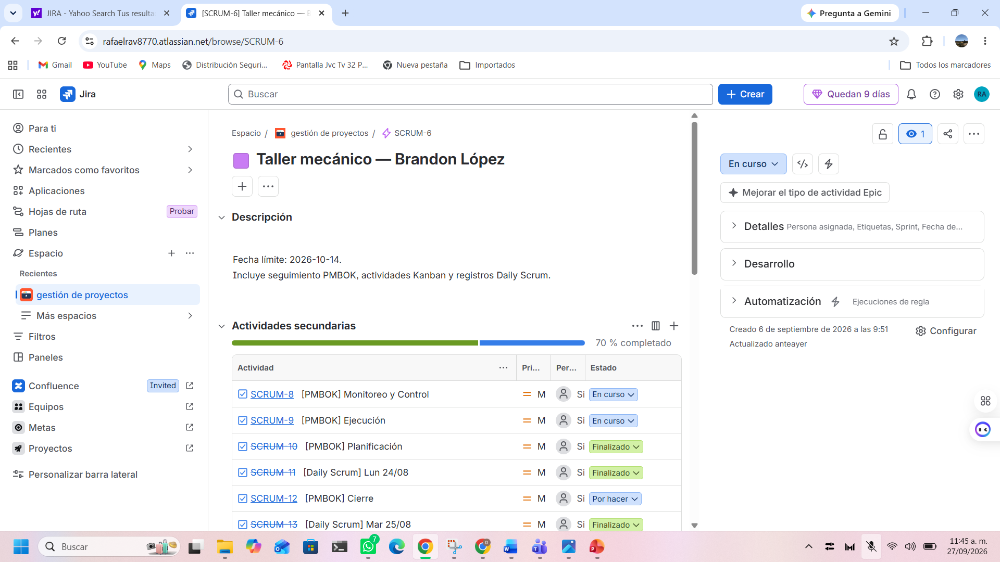 JIRA - Yahoo Search Tus resulta
[SCRUM-6] Taller mecánico — B
Pregunta a Gemini
rafaelrav8770.atlassian.net/browse/SCRUM-6
Gmail
YouTube
Maps
Distribución Seguri...
Pantalla Jvc Tv 32 P...
Nueva pestaña
Importados
Todos los marcadores
Jira
Buscar
Crear
Quedan 9 días
RA
Para ti
Recientes
Marcados como favoritos
Aplicaciones
Hojas de ruta
Probar
Planes
Espacio
Recientes
gestión de proyectos
Más espacios
Filtros
Paneles
Confluence
Invited
Equipos
Metas
Proyectos
Personalizar barra lateral
Espacio / gestión de proyectos / SCRUM-6
Taller mecánico — Brandon López
Descripción
Fecha límite: 2026-10-14.
Incluye seguimiento PMBOK, actividades Kanban y registros Daily Scrum.
Actividades secundarias
70 % completado
Actividad Pri... Per... Estado
SCRUM-8 [PMBOK] Monitoreo y Control M Si En curso
SCRUM-9 [PMBOK] Ejecución M Si En curso
SCRUM-10 [PMBOK] Planificación M Si Finalizado
SCRUM-11 [Daily Scrum] Lun 24/08 M Si Finalizado
SCRUM-12 [PMBOK] Cierre M Si Por hacer
SCRUM-13 [Daily Scrum] Mar 25/08 M Si Finalizado
1
En curso
Mejorar el tipo de actividad Epic
Detalles Persona asignada, Etiquetas, Sprint, Fecha de...
Desarrollo
Automatización Ejecuciones de regla
Creado 6 de septiembre de 2026 a las 9:51
Actualizado anteayer
Configurar
Buscar
7
11:45 a. m.
27/09/2026